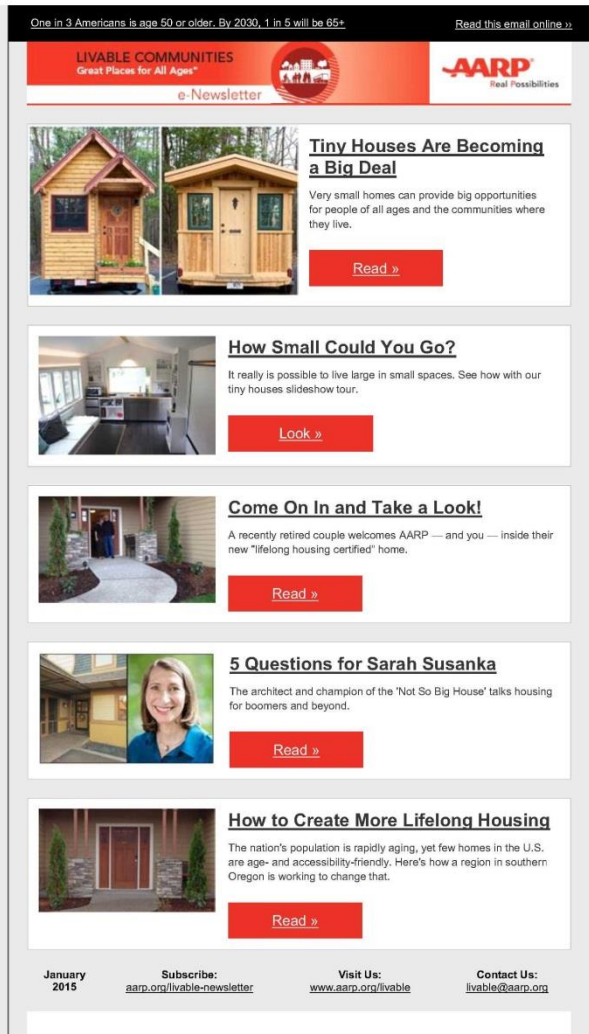 One in 3 Americans is age 50 or older. By 2030, 1 in 5 will be 65+
Read this email online ››
LIVABLE COMMUNITIES
Great Places for All Ages®
e-Newsletter
AARP®
Real Possibilities
Tiny Houses Are Becoming
a Big Deal
Very small homes can provide big opportunities
for people of all ages and the communities where
they live.
Read »
How Small Could You Go?
It really is possible to live large in small spaces. See how with our
tiny houses slideshow tour.
Look »
Come On In and Take a Look!
A recently retired couple welcomes AARP — and you — inside their
new "lifelong housing certified" home.
Read »
5 Questions for Sarah Susanka
The architect and champion of the 'Not So Big House' talks housing
for boomers and beyond.
Read »
How to Create More Lifelong Housing
The nation's population is rapidly aging, yet few homes in the U.S.
are age- and accessibility-friendly. Here's how a region in southern
Oregon is working to change that.
Read »
January
2015
Subscribe:
aarp.org/livable-newsletter
Visit Us:
www.aarp.org/livable
Contact Us:
livable@aarp.org